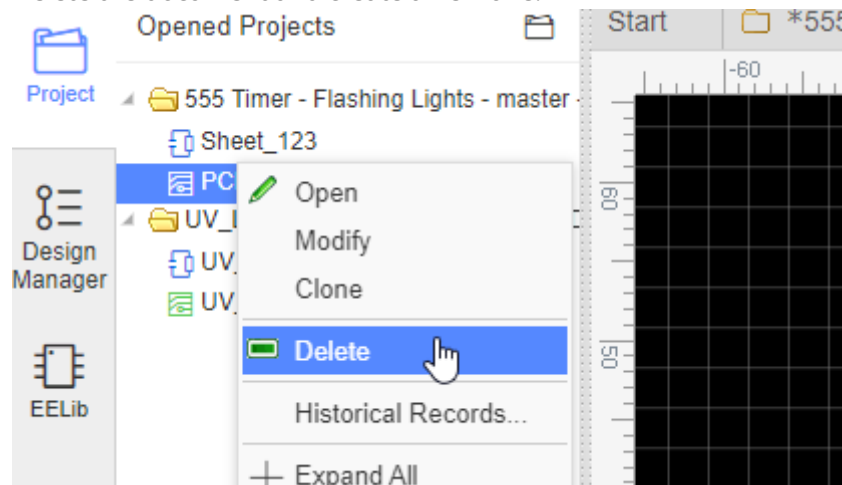 Opened Projects
Start
*555
Project
-60
555 Timer - Flashing Lights - master -
Sheet_123
PC
Open
60
UV_L
Design
Manager
Modify
UV_
Clone
UV_
Delete
50
EELib
Historical Records...
Expand All